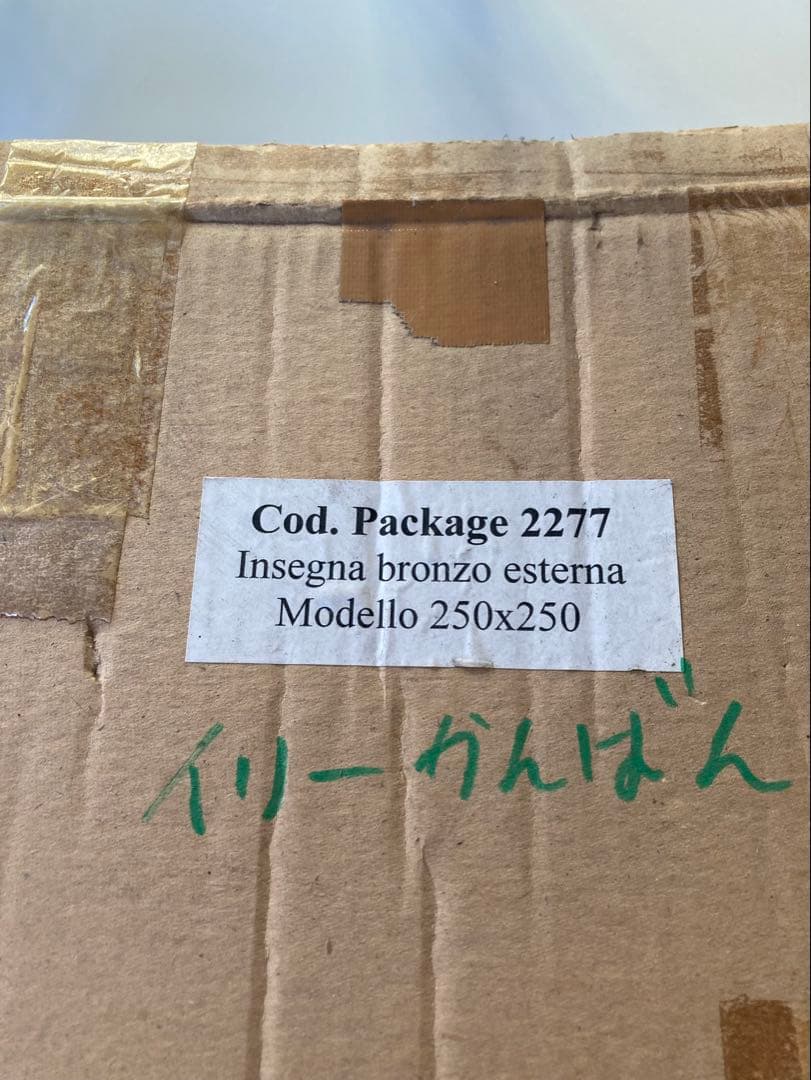 Cod. Package 2277
Insegna bronzo esterna
Modello 250x250
イリーかんばん